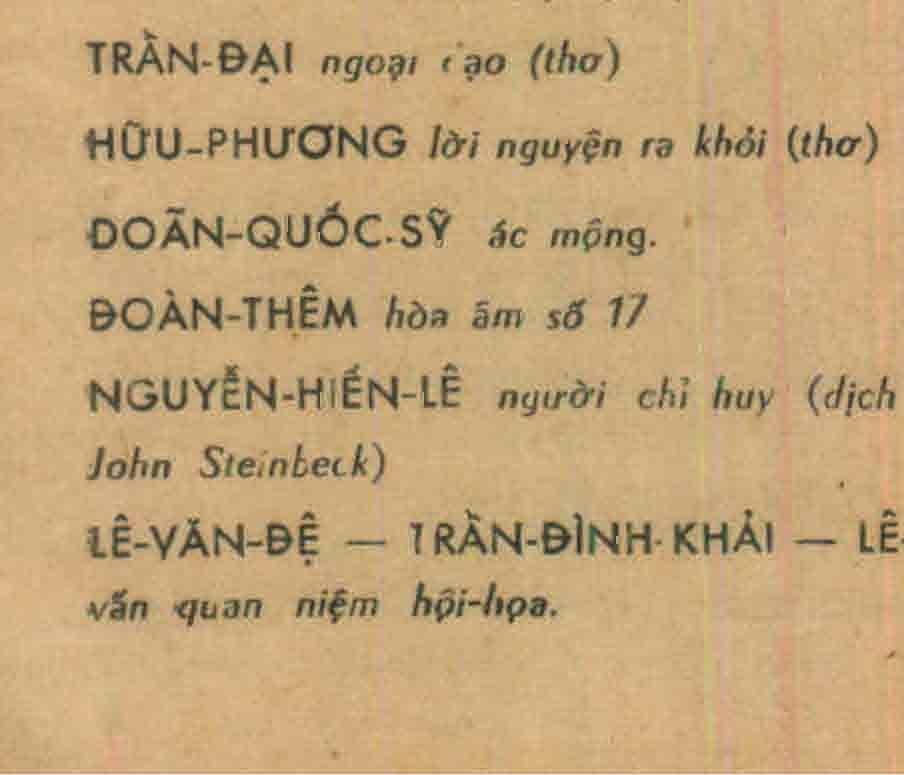 TRẦN-ĐẠI ngoại đạo (thơ)
HỮU-PHƯƠNG lời nguyện ra khỏi (thơ)
DOÃN-QUỐC-SỸ ác mộng.
ĐOÀN-THÊM hòa âm số 17
NGUYỄN-HIẾN-LÊ người chỉ huy (dịch
John Steinbeck)
LÊ-VĂN-ĐỆ — TRẦN-ĐÌNH-KHẢI — LÊ-
vấn quan niệm hội-họa.